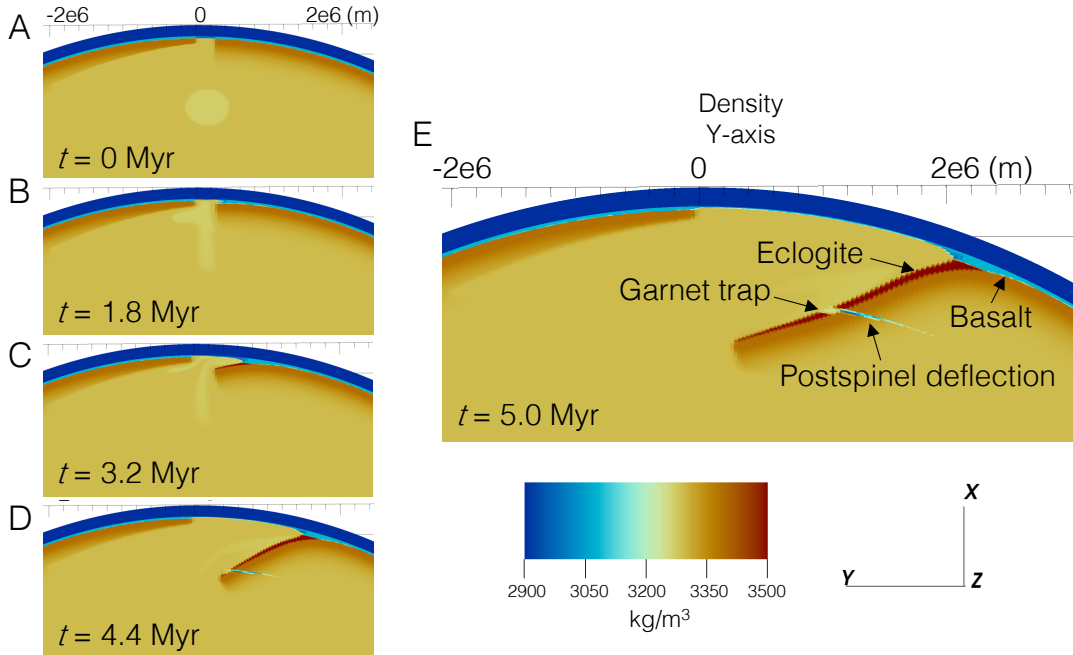 A
-2e6 0 2e6 (m)
t = 0 Myr
B
t = 1.8 Myr
C
t = 3.2 Myr
D
t = 4.4 Myr
E
Density
Y-axis
-2e6 0 2e6 (m)
Eclogite
Garnet trap
Basalt
Postspinel deflection
t = 5.0 Myr
2900 3050 3200 3350 3500
kg/m³
X
Y
Z